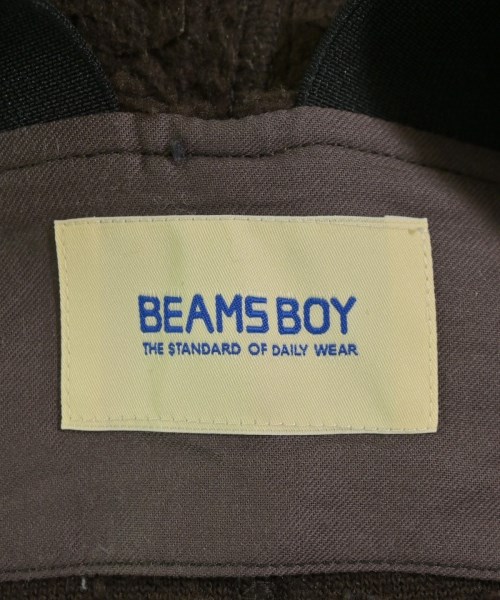 BEAMS BOY
THE STANDARD OF DAILY WEAR